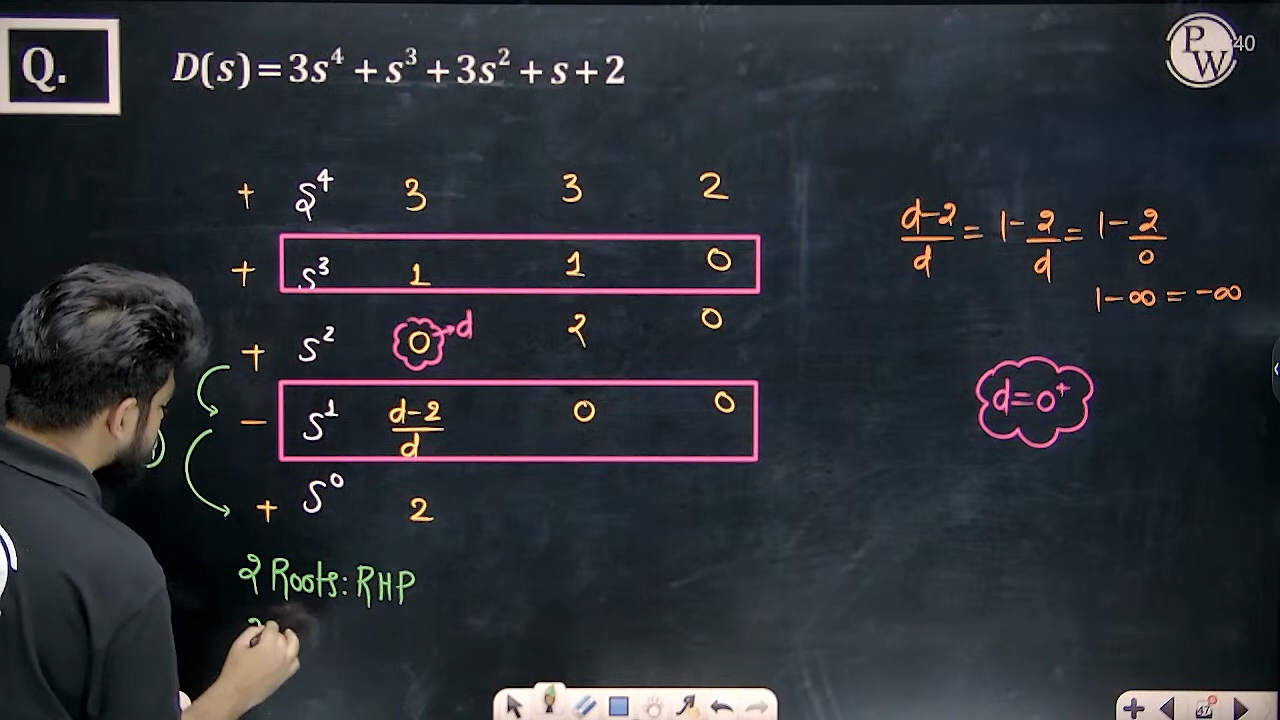 Q.
D(s) = 3s⁴ + s³ + 3s² + s + 2
PW
40
+ S⁴ 3 3 2
+ S³ 1 1 0
+ S² 0 → d 2 0
− S¹ (d-2)/d 0 0
+ S⁰ 2
2 Roots: RHP
(d-2)/d = 1 - 2/d = 1 - 2/0
1 - ∞ = -∞
d = 0⁺
47